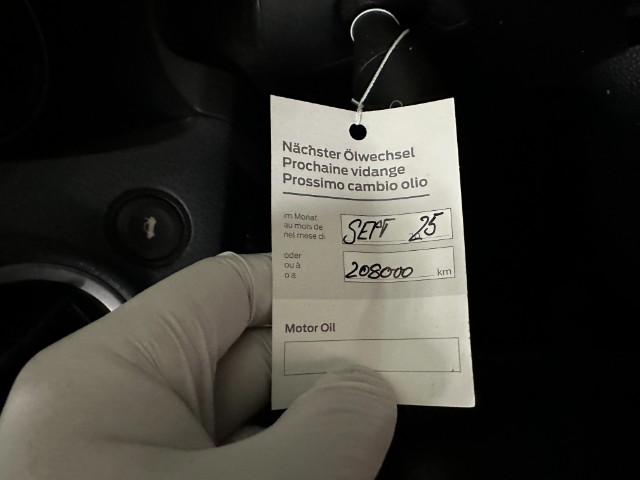 Nächster Ölwechsel
Prochaine vidange
Prossimo cambio olio
im Monat
au mois de
nel mese di
SEPT 25
oder
ou à
o a
208000 km
Motor Oil